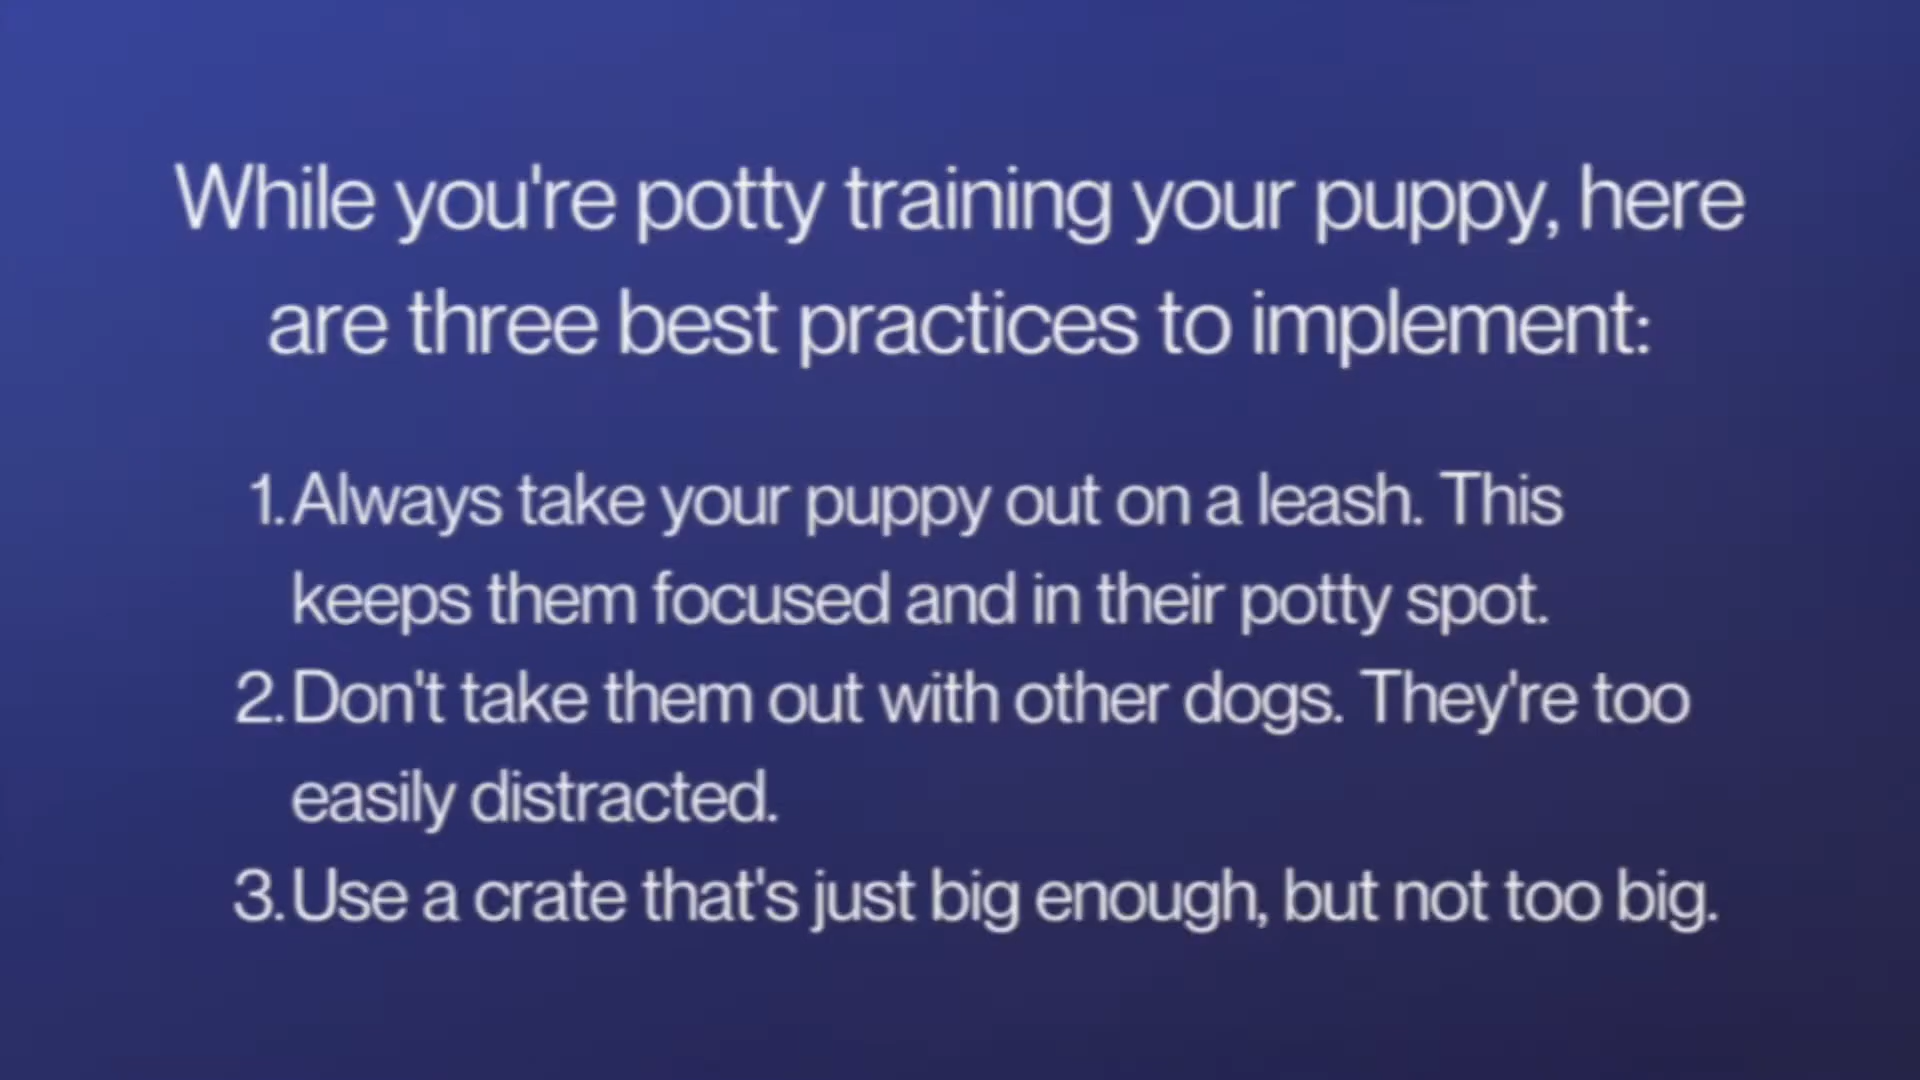 While you're potty training your puppy, here
are three best practices to implement:
1.Always take your puppy out on a leash. This
keeps them focused and in their potty spot.
2.Don't take them out with other dogs. They're too
easily distracted.
3.Use a crate that's just big enough, but not too big.